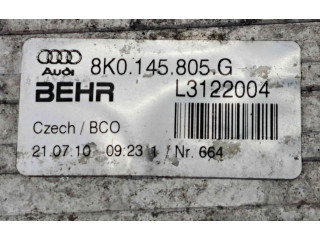 8K0.145.805.G
Audi
BEHR L3122004
Czech / BCO
21.07.10 09:23 1 / Nr. 664